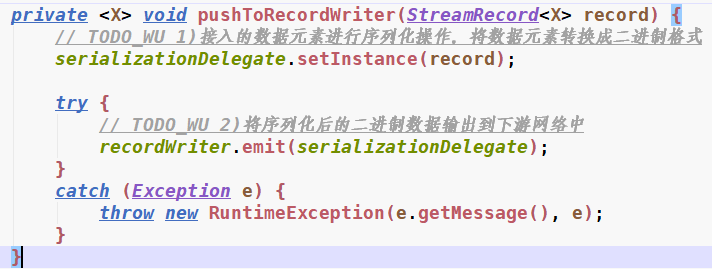 private <X> void pushToRecordWriter(StreamRecord<X> record) {
// TODO_WU 1)接入的数据元素进行序列化操作. 将数据元素转换成二进制格式
serializationDelegate.setInstance(record);
try {
// TODO_WU 2)将序列化后的二进制数据输出到下游网络中
recordWriter.emit(serializationDelegate);
}
catch (Exception e) {
throw new RuntimeException(e.getMessage(), e);
}
}